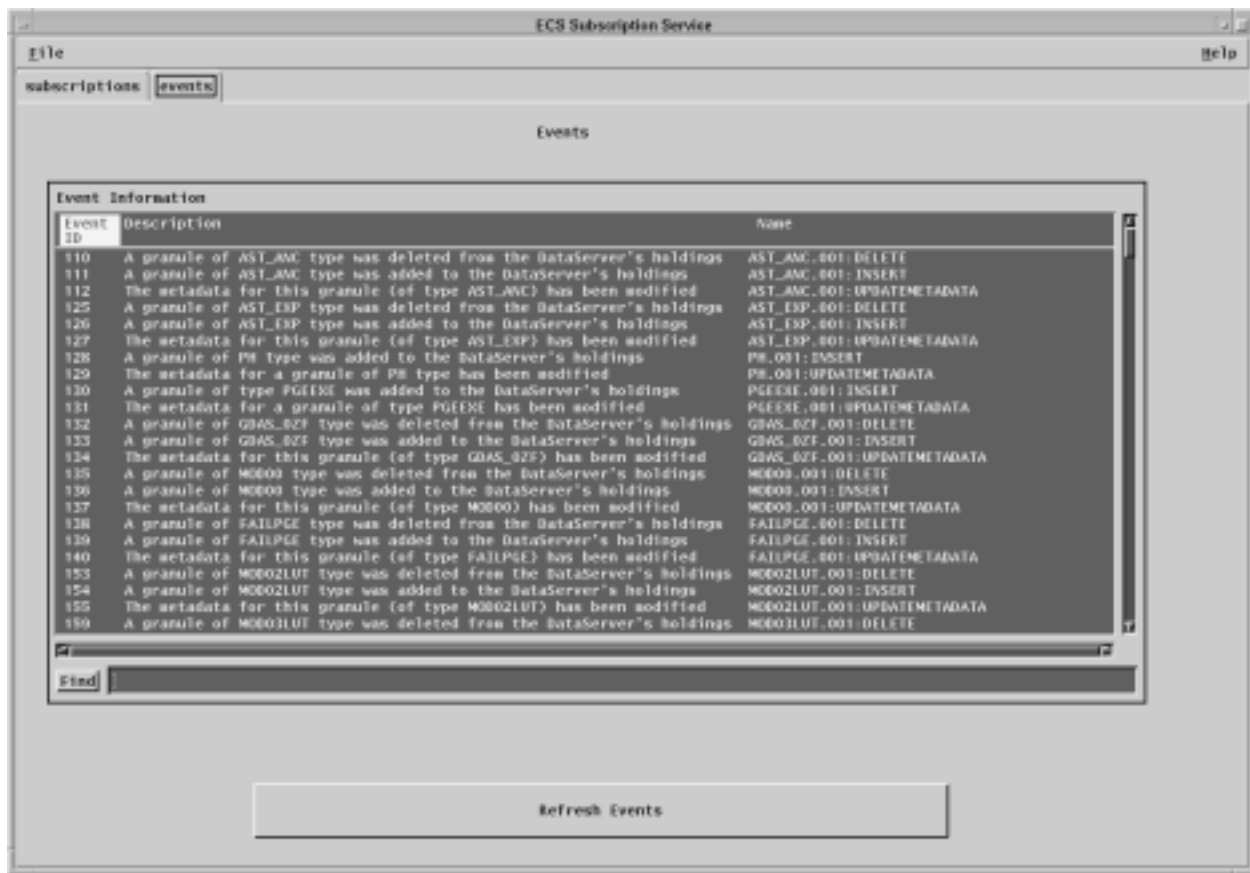 ECS Subscription Service
File Help
subscriptions events
Events
Event Information
Event ID Description Name
110 A granule of AST_ANC type was deleted from the DataServer's holdings AST_ANC.001:DELETE
111 A granule of AST_ANC type was added to the DataServer's holdings AST_ANC.001:INSERT
112 The metadata for this granule (of type AST_ANC) has been modified AST_ANC.001:UPDATEMETADATA
125 A granule of AST_EXP type was deleted from the DataServer's holdings AST_EXP.001:DELETE
126 A granule of AST_EXP type was added to the DataServer's holdings AST_EXP.001:INSERT
127 The metadata for this granule (of type AST_EXP) has been modified AST_EXP.001:UPDATEMETADATA
128 A granule of PH type was added to the DataServer's holdings PH.001:INSERT
129 The metadata for a granule of PH type has been modified PH.001:UPDATEMETADATA
130 A granule of type PGEEXE was added to the DataServer's holdings PGEEXE.001:INSERT
131 The metadata for a granule of type PGEEXE has been modified PGEEXE.001:UPDATEMETADATA
132 A granule of GDAS_0ZF type was deleted from the DataServer's holdings GDAS_0ZF.001:DELETE
133 A granule of GDAS_0ZF type was added to the DataServer's holdings GDAS_0ZF.001:INSERT
134 The metadata for this granule (of type GDAS_0ZF) has been modified GDAS_0ZF.001:UPDATEMETADATA
135 A granule of MOD00 type was deleted from the DataServer's holdings MOD00.001:DELETE
136 A granule of MOD00 type was added to the DataServer's holdings MOD00.001:INSERT
137 The metadata for this granule (of type MOD00) has been modified MOD00.001:UPDATEMETADATA
138 A granule of FAILPGE type was deleted from the DataServer's holdings FAILPGE.001:DELETE
139 A granule of FAILPGE type was added to the DataServer's holdings FAILPGE.001:INSERT
140 The metadata for this granule (of type FAILPGE) has been modified FAILPGE.001:UPDATEMETADATA
153 A granule of MOD02LUT type was deleted from the DataServer's holdings MOD02LUT.001:DELETE
154 A granule of MOD02LUT type was added to the DataServer's holdings MOD02LUT.001:INSERT
155 The metadata for this granule (of type MOD02LUT) has been modified MOD02LUT.001:UPDATEMETADATA
159 A granule of MOD03LUT type was deleted from the DataServer's holdings MOD03LUT.001:DELETE
Find
Refresh Events